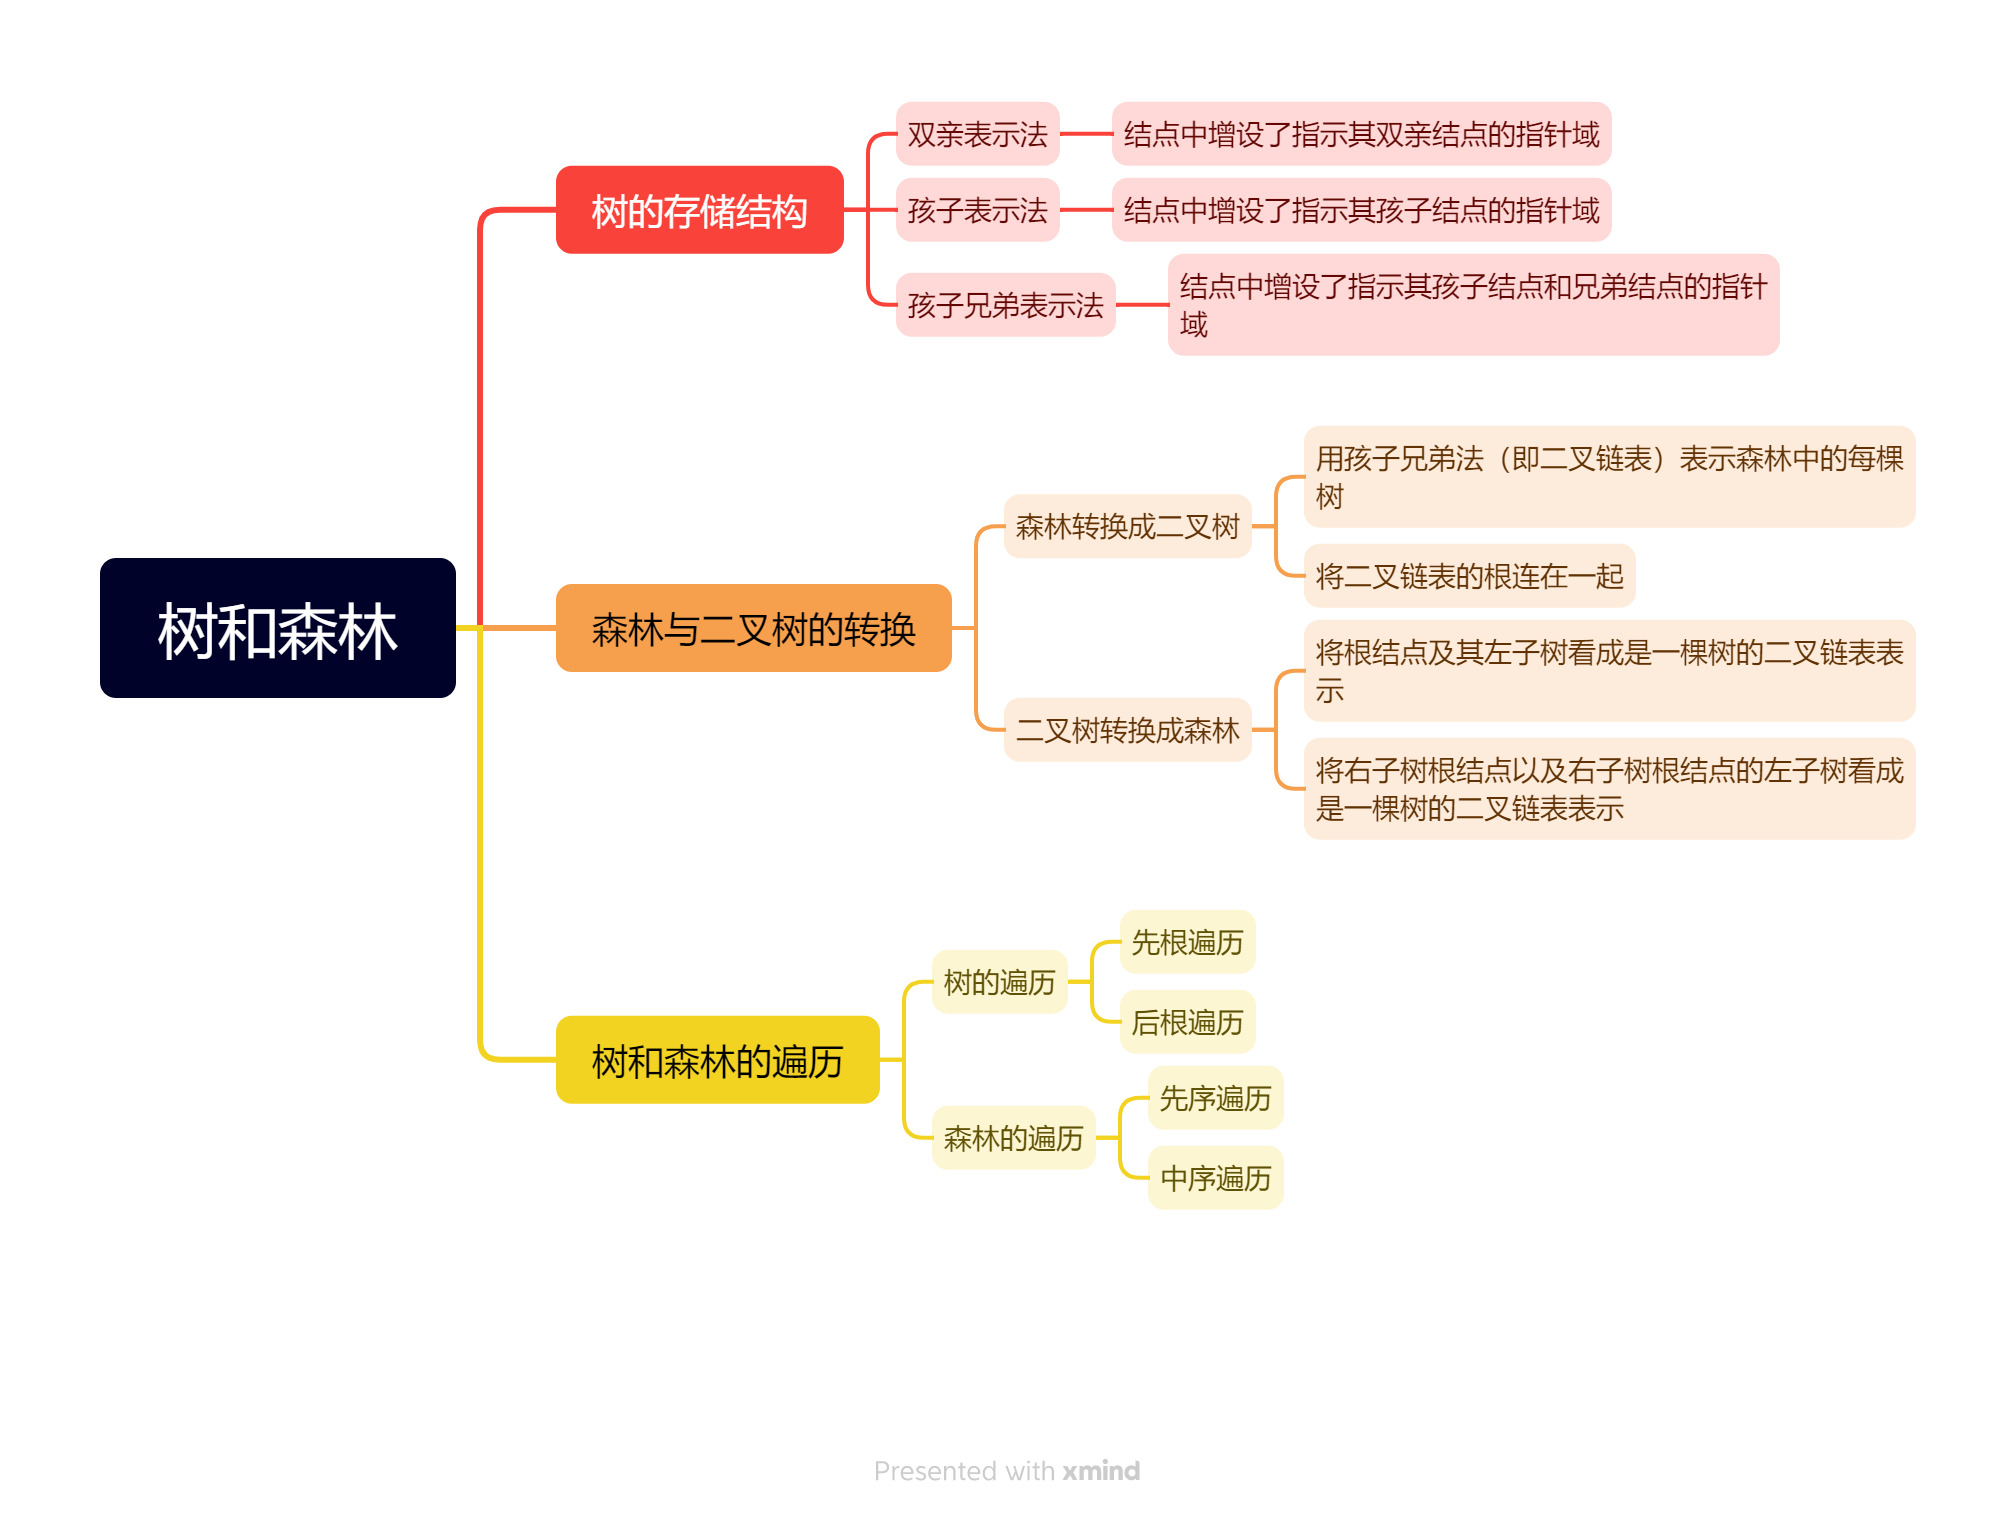 树和森林
树的存储结构
双亲表示法
结点中增设了指示其双亲结点的指针域
孩子表示法
结点中增设了指示其孩子结点的指针域
孩子兄弟表示法
结点中增设了指示其孩子结点和兄弟结点的指针
域
森林与二叉树的转换
森林转换成二叉树
用孩子兄弟法（即二叉链表）表示森林中的每棵
树
将二叉链表的根连在一起
二叉树转换成森林
将根结点及其左子树看成是一棵树的二叉链表表
示
将右子树根结点以及右子树根结点的左子树看成
是一棵树的二叉链表表示
树和森林的遍历
树的遍历
先根遍历
后根遍历
森林的遍历
先序遍历
中序遍历
Presented with xmind